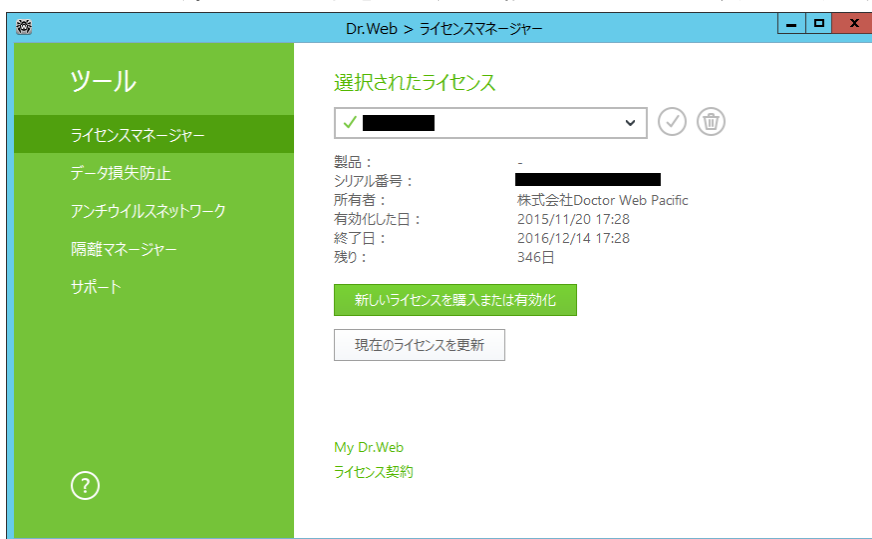 Dr.Web > ライセンスマネージャー
ツール
ライセンスマネージャー
データ損失防止
アンチウイルスネットワーク
隔離マネージャー
サポート
?
選択されたライセンス
製品： -
シリアル番号：
所有者： 株式会社Doctor Web Pacific
有効化した日： 2015/11/20 17:28
終了日： 2016/12/14 17:28
残り： 346日
新しいライセンスを購入または有効化
現在のライセンスを更新
My Dr.Web
ライセンス契約